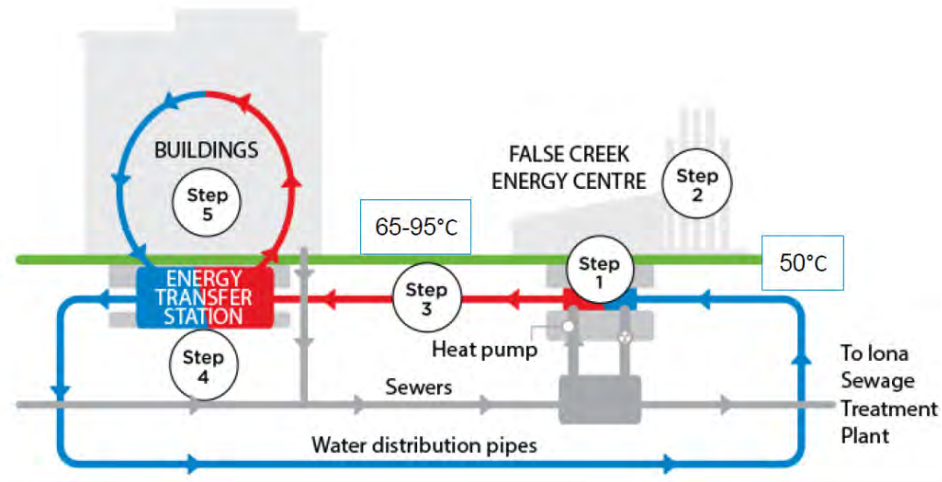 BUILDINGS
Step
5
FALSE CREEK
ENERGY CENTRE
Step
2
65-95°C
50°C
Step
1
ENERGY
TRANSFER
STATION
Step
3
Heat pump
Step
4
Sewers
To Iona
Sewage
Treatment
Plant
Water distribution pipes